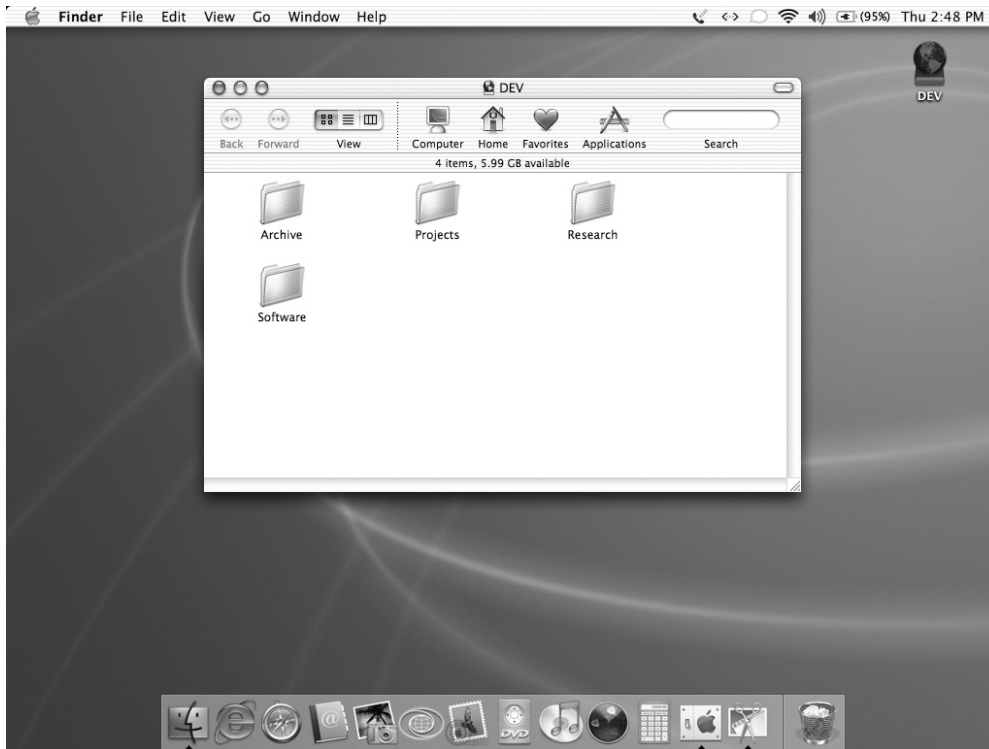 Finder File Edit View Go Window Help (95%) Thu 2:48 PM
DEV
DEV
Back Forward View Computer Home Favorites Applications Search
4 items, 5.99 GB available
Archive Projects Research
Software
@ DVD